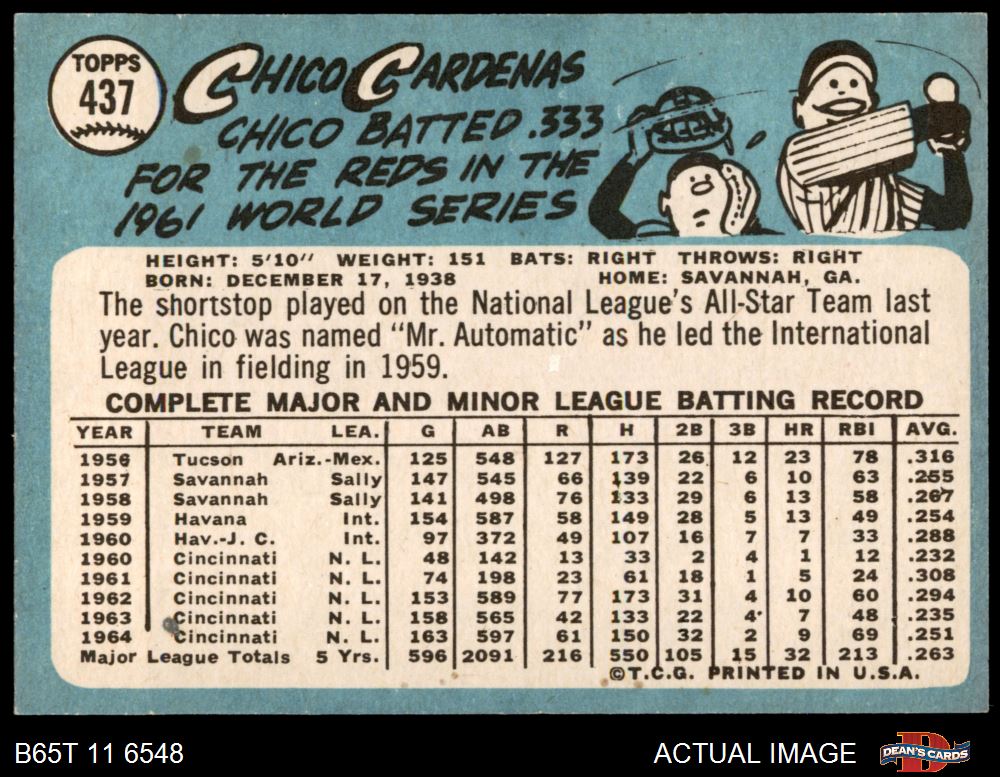 TOPPS
437
CHICO CARDENAS
CHICO BATTED .333
FOR THE REDS IN THE
1961 WORLD SERIES
HEIGHT: 5'10" WEIGHT: 151 BATS: RIGHT THROWS: RIGHT
BORN: DECEMBER 17, 1938 HOME: SAVANNAH, GA.
The shortstop played on the National League's All-Star Team last
year. Chico was named "Mr. Automatic" as he led the International
League in fielding in 1959.
COMPLETE MAJOR AND MINOR LEAGUE BATTING RECORD
YEAR TEAM LEA. G AB R H 2B 3B HR RBI AVG.
1956 Tucson Ariz.-Mex. 125 548 127 173 26 12 23 78 .316
1957 Savannah Sally 147 545 66 139 22 6 10 63 .255
1958 Savannah Sally 141 498 76 133 29 6 13 58 .267
1959 Havana Int. 154 587 58 149 28 5 13 49 .254
1960 Hav.-J. C. Int. 97 372 49 107 16 7 7 33 .288
1960 Cincinnati N. L. 48 142 13 33 2 4 1 12 .232
1961 Cincinnati N. L. 74 198 23 61 18 1 5 24 .308
1962 Cincinnati N. L. 153 589 77 173 31 4 10 60 .294
1963 Cincinnati N. L. 158 565 42 133 22 4 7 48 .235
1964 Cincinnati N. L. 163 597 61 150 32 2 9 69 .251
Major League Totals 5 Yrs. 596 2091 216 550 105 15 32 213 .263
©T.C.G. PRINTED IN U.S.A.
B65T 11 6548
ACTUAL IMAGE
DEAN'S CARDS